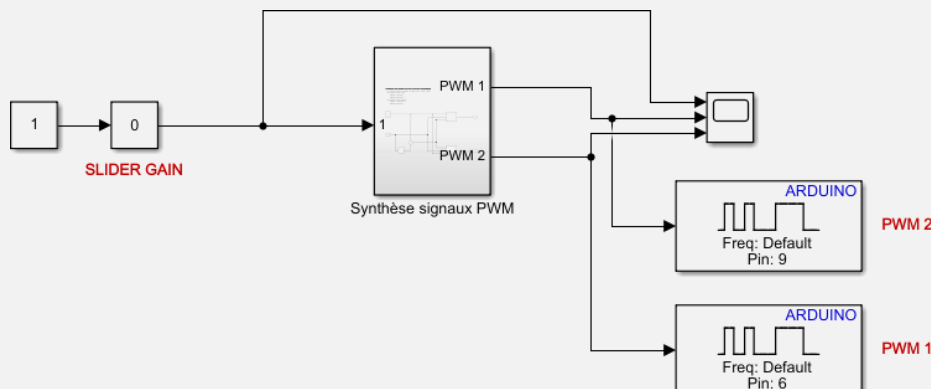 1
0
SLIDER GAIN
1
PWM 1
PWM 2
Synthèse signaux PWM
ARDUINO
Freq: Default
Pin: 9
PWM 2
ARDUINO
Freq: Default
Pin: 6
PWM 1